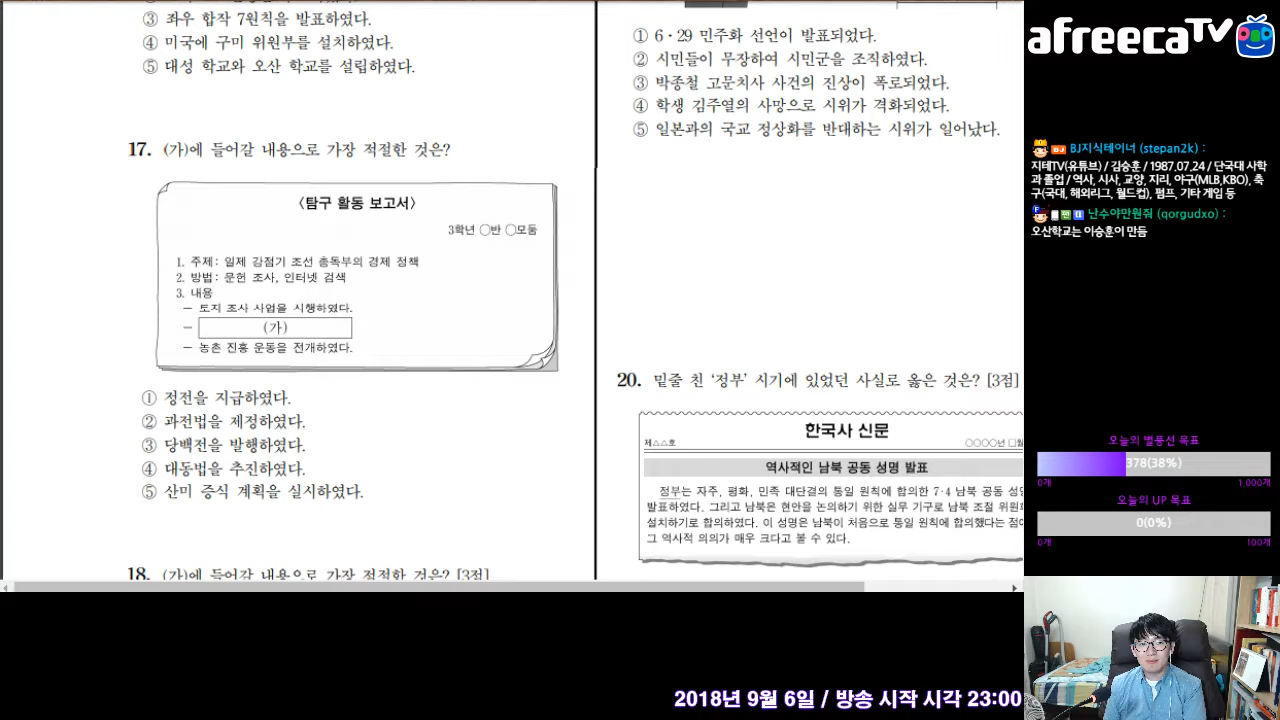 ③ 좌우 합작 7원칙을 발표하였다.
④ 미국에 구미 위원부를 설치하였다.
⑤ 대성 학교와 오산 학교를 설립하였다.
17. (가)에 들어갈 내용으로 가장 적절한 것은?
<탐구 활동 보고서>
3학년 ○반 ○모둠
1. 주제: 일제 강점기 조선 총독부의 경제 정책
2. 방법: 문헌 조사, 인터넷 검색
3. 내용
- 토지 조사 사업을 시행하였다.
- (가)
- 농촌 진흥 운동을 전개하였다.
① 정전을 지급하였다.
② 과전법을 제정하였다.
③ 당백전을 발행하였다.
④ 대동법을 추진하였다.
⑤ 산미 증식 계획을 실시하였다.
18. (가)에 들어갈 내용으로 가장 적절한 것은? [3점]
① 6·29 민주화 선언이 발표되었다.
② 시민들이 무장하여 시민군을 조직하였다.
③ 박종철 고문치사 사건의 진상이 폭로되었다.
④ 학생 김주열의 사망으로 시위가 격화되었다.
⑤ 일본과의 국교 정상화를 반대하는 시위가 일어났다.
20. 밑줄 친 '정부' 시기에 있었던 사실로 옳은 것은? [3점]
한국사 신문
제△△호
○○○○년 □월
역사적인 남북 공동 성명 발표
정부는 자주, 평화, 민족 대단결의 통일 원칙에 합의한 7·4 남북 공동 성명
발표하였다. 그리고 남북은 현안을 논의하기 위한 실무 기구로 남북 조절 위원
설치하기로 합의하였다. 이 성명은 남북이 처음으로 통일 원칙에 합의했다는 점에
그 역사적 의의가 매우 크다고 볼 수 있다.
afreecaTV
BJ지식테이너 (stepan2k) :
지테TV(유튜브) / 김승훈 / 1987.07.24 / 단국대 사학
과 졸업 / 역사, 시사, 교양, 지리, 야구(MLB,KBO), 축
구(국대, 해외리그, 월드컵), 펌프, 기타 게임 등
난수야만원줘 (qorgudxo) :
오산학교는 이승훈이 만듬
오늘의 별풍선 목표
378(38%)
0개 1,000개
오늘의 UP 목표
0(0%)
0개 100개
2018년 9월 6일 / 방송 시작 시각 23:00